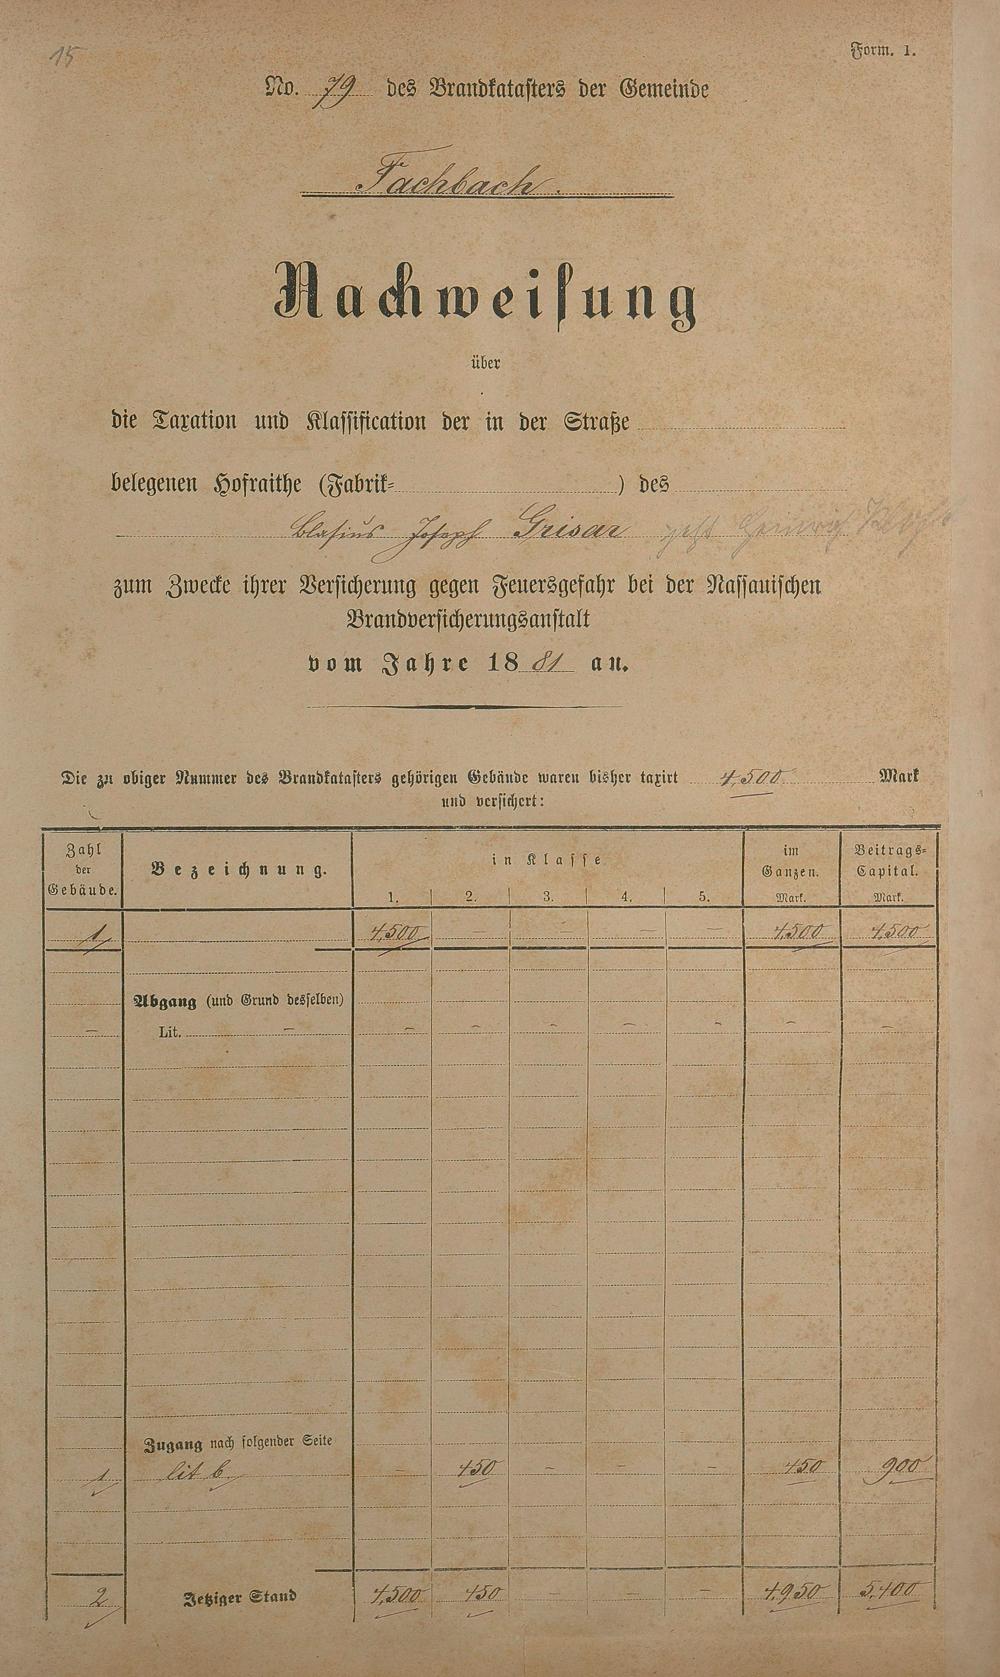 15
Form. 1.
No. 79 des Brandkatasters der Gemeinde
Fachbach.
Nachweiſung
über
die Taxation und Klaſſification der in der Straße
belegenen Hofraithe (Fabrik- ) des
Blasius Joseph Grisar jetzt Heinrich
zum Zwecke ihrer Verſicherung gegen Feuersgefahr bei der Naſſauiſchen
Brandverſicherungsanſtalt
vom Jahre 1881 an.
Die zu obiger Nummer des Brandkataſters gehörigen Gebäude waren bisher taxirt 4,500 Mark
und verſichert:
Zahl der Gebäude. Bezeichnung. in Klaſſe im Ganzen. Beitrags-Capital.
1. 2. 3. 4. 5. Mark. Mark.
1 4,500 — — — — 4,500 4,500
Abgang (und Grund desſelben)
— Lit. — — — — — — — —
Zugang nach folgender Seite
1 lit b. — 450 — — — 450 900
2 Jetziger Stand 4,500 450 — — — 4,950 5,400